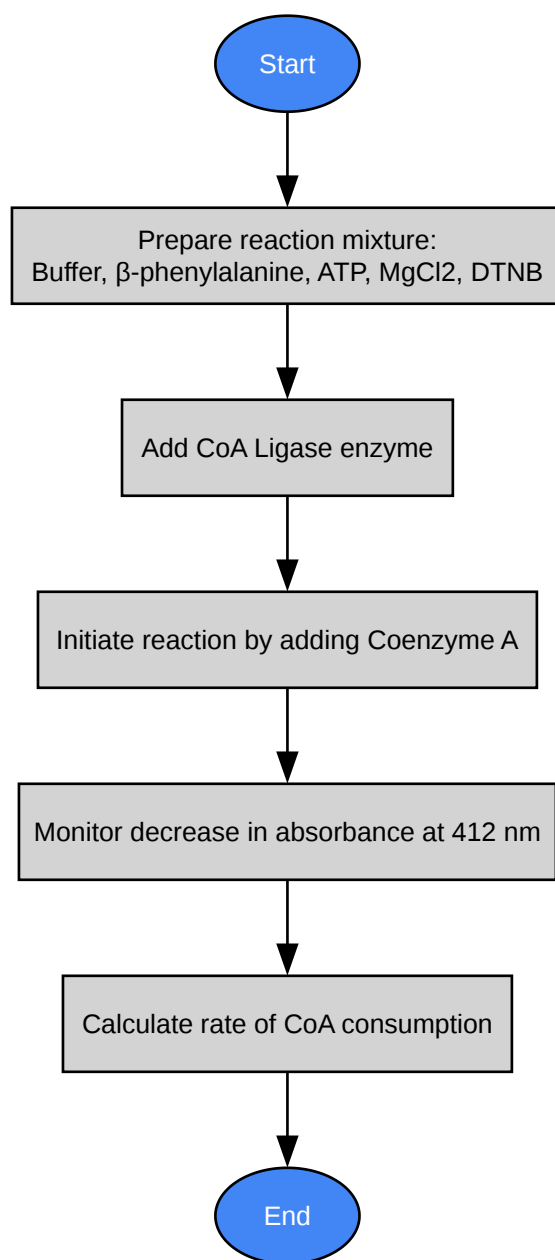 Start
Prepare reaction mixture:
Buffer, β-phenylalanine, ATP, MgCl2, DTNB
Add CoA Ligase enzyme
Initiate reaction by adding Coenzyme A
Monitor decrease in absorbance at 412 nm
Calculate rate of CoA consumption
End